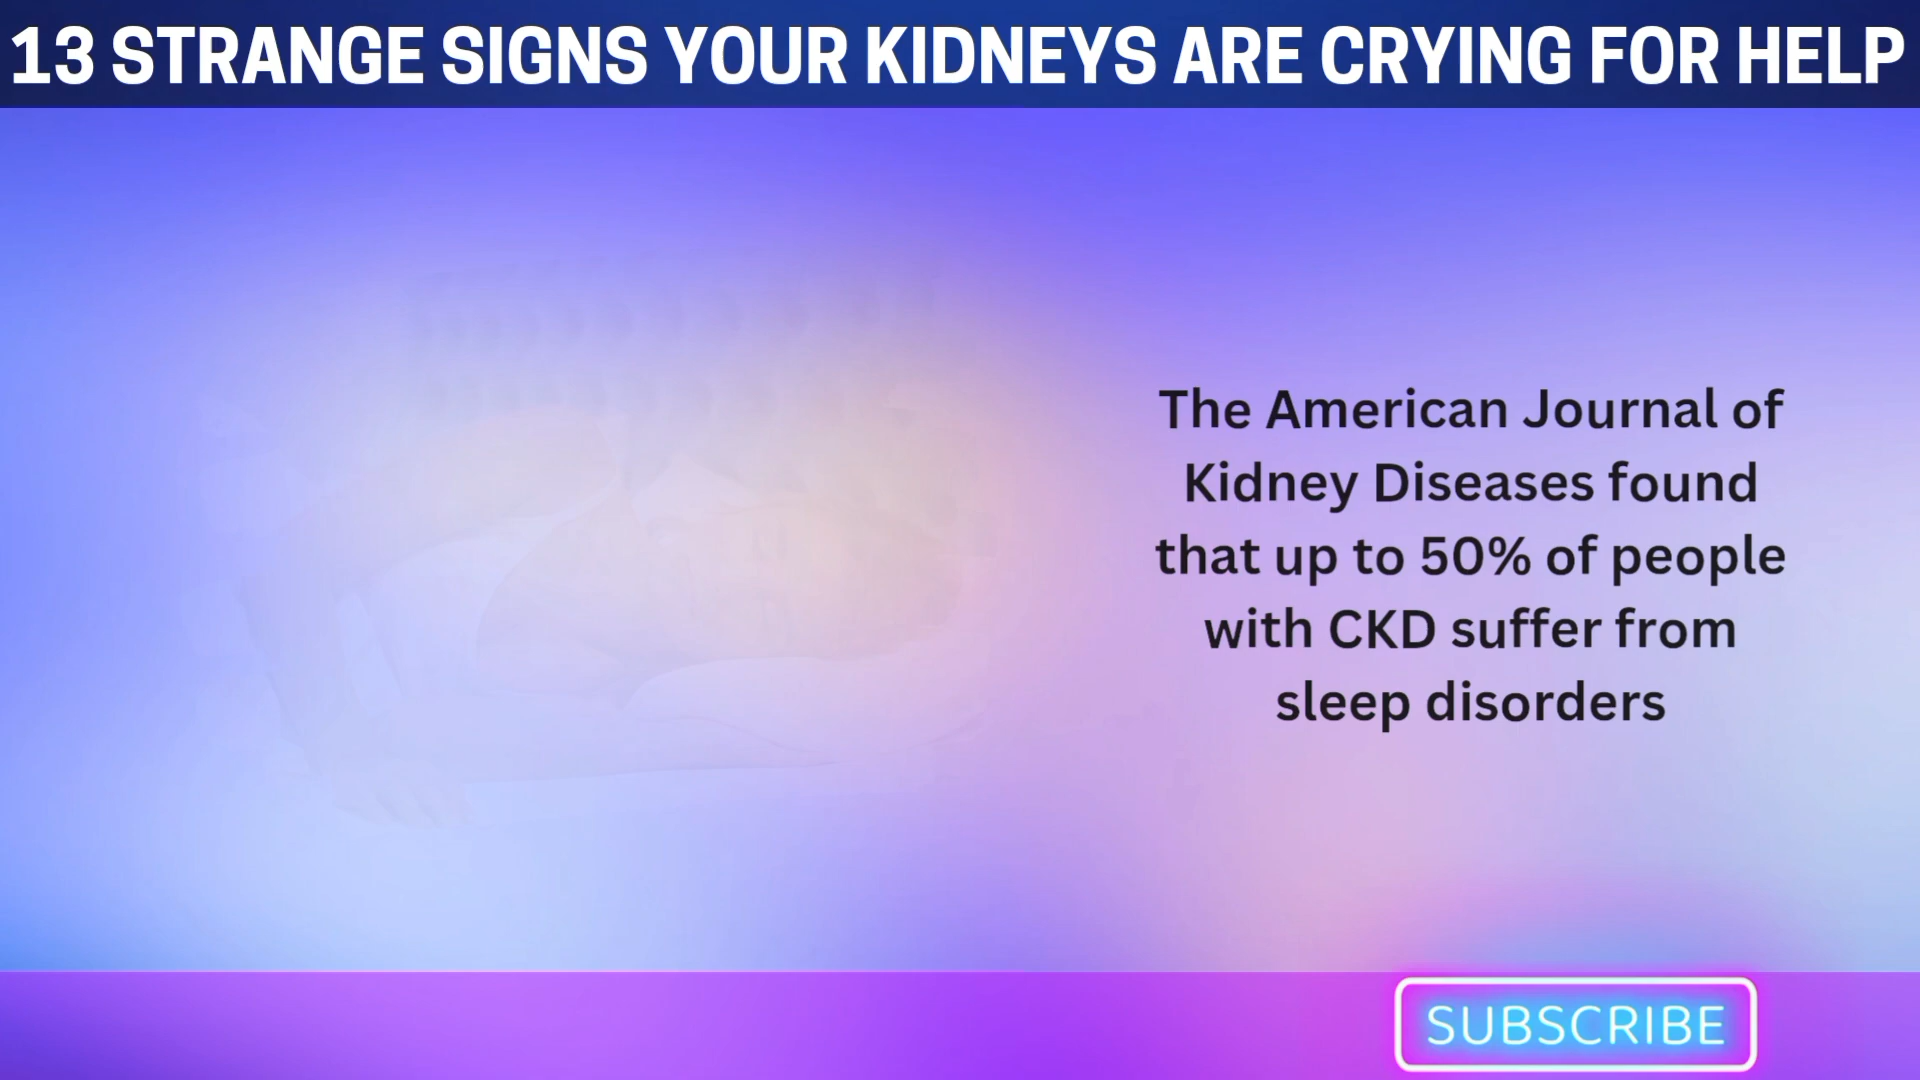 13 STRANGE SIGNS YOUR KIDNEYS ARE CRYING FOR HELP
The American Journal of
Kidney Diseases found
that up to 50% of people
with CKD suffer from
sleep disorders
SUBSCRIBE